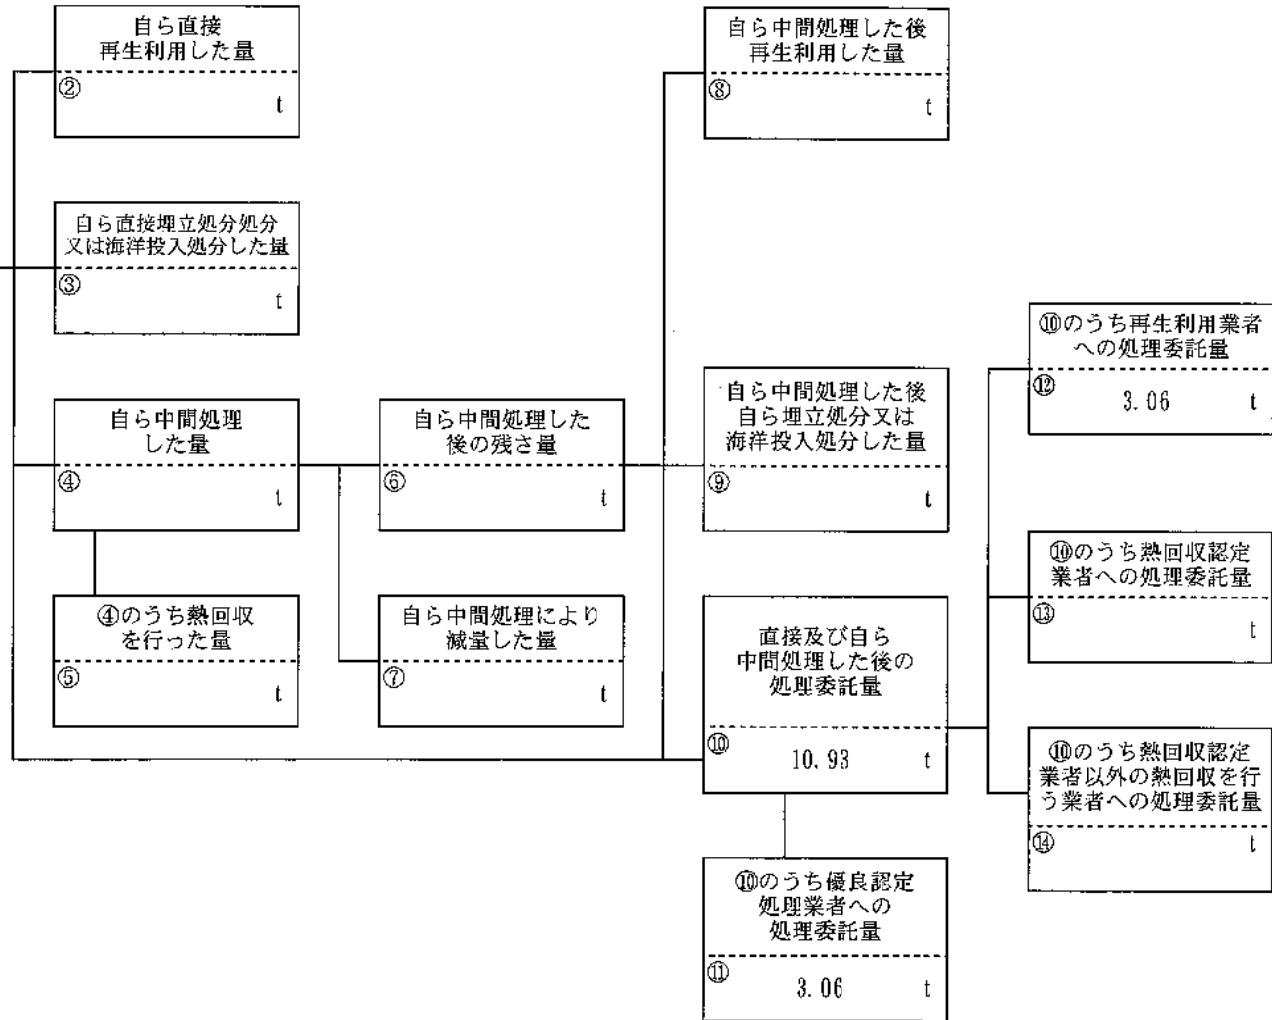 自ら直接
再生利用した量
②
t
自ら直接埋立処分処分
又は海洋投入処分した量
③
t
自ら中間処理
した量
④
t
④のうち熱回収
を行った量
⑤
t
自ら中間処理した
後の残さ量
⑥
t
自ら中間処理により
減量した量
⑦
t
自ら中間処理した後
再生利用した量
⑧
t
自ら中間処理した後
自ら埋立処分又は
海洋投入処分した量
⑨
t
直接及び自ら
中間処理した後の
処理委託量
⑩
10.93 t
⑩のうち優良認定
処理業者への
処理委託量
⑪
3.06 t
⑩のうち再生利用業者
への処理委託量
⑫
3.06 t
⑩のうち熱回収認定
業者への処理委託量
⑬
t
⑩のうち熱回収認定
業者以外の熱回収を行
う業者への処理委託量
⑭
t